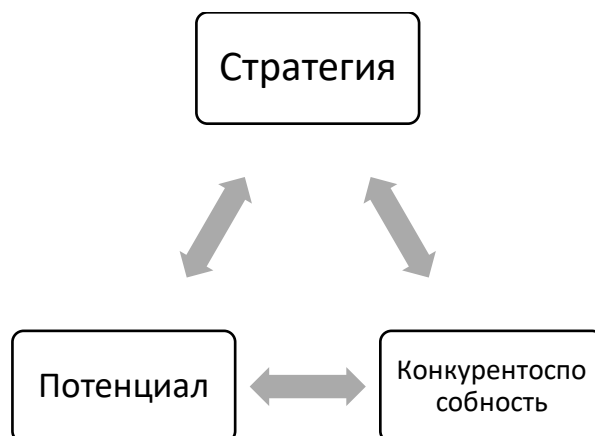 Стратегия
Потенциал
Конкурентоспо
собность